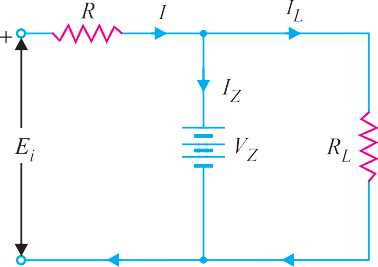 R I I_L
+
I_Z
E_i V_Z R_L